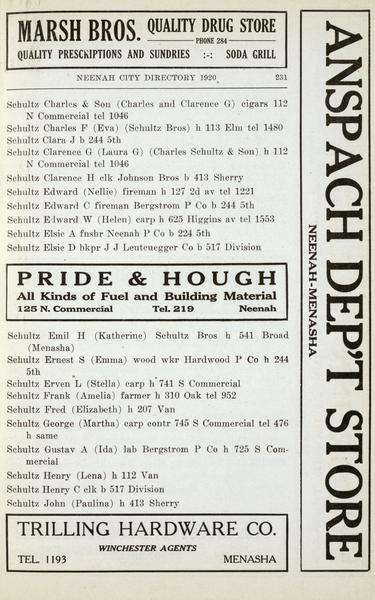 MARSH BROS. QUALITY DRUG STORE
PHONE 284
QUALITY PRESCKIPTIONS AND SUNDRIES :-: SODA GRILL
NEENAH CITY DIRECTORY 1920 231
Schultz Charles & Son (Charles and Clarence G) cigars 112
N Commercial tel 1046
Schultz Charles F (Eva) (Schultz Bros) h 113 Elm tel 1480
Schultz Clara J b 244 5th
Schultz Clarence G (Laura G) (Charles Schultz & Son) h 112
N Commercial tel 1046
Schultz Clarence H clk Johnson Bros b 413 Sherry
Schultz Edward (Nellie) fireman h 127 2d av tel 1221
Schultz Edward C fireman Bergstrom P Co b 244 5th
Schultz Edward W (Helen) carp h 625 Higgins av tel 1553
Schultz Elsie A fnshr Neenah P Co b 224 5th
Schultz Elsie D bkpr J J Leutenegger Co b 517 Division
PRIDE & HOUGH
All Kinds of Fuel and Building Material
125 N. Commercial Tel. 219 Neenah
Schultz Emil H (Katherine) Schultz Bros h 541 Broad
(Menasha)
Schultz Ernest S (Emma) wood wkr Hardwood P Co h 244
5th
Schultz Erven L (Stella) carp h 741 S Commercial
Schultz Frank (Amelia) farmer h 310 Oak tel 952
Schultz Fred (Elizabeth) h 207 Van
Schultz George (Martha) carp contr 745 S Commercial tel 476
h same
Schultz Gustav A (Ida) lab Bergstrom P Co h 725 S Com-
mercial
Schultz Henry (Lena) h 112 Van
Schultz Henry C clk b 517 Division
Schultz John (Paulina) h 413 Sherry
TRILLING HARDWARE CO.
WINCHESTER AGENTS
TEL. 1193 MENASHA
ANSPACH DEP'T STORE
NEENAH-MENASHA